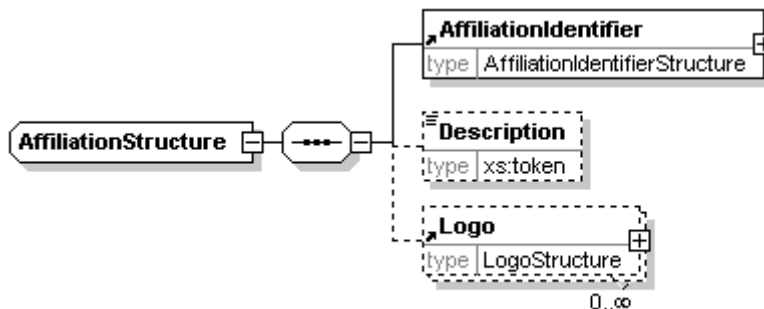 AffiliationIdentifier
type AffiliationIdentifierStructure
AffiliationStructure
Description
type xs:token
Logo
type LogoStructure
0..∞